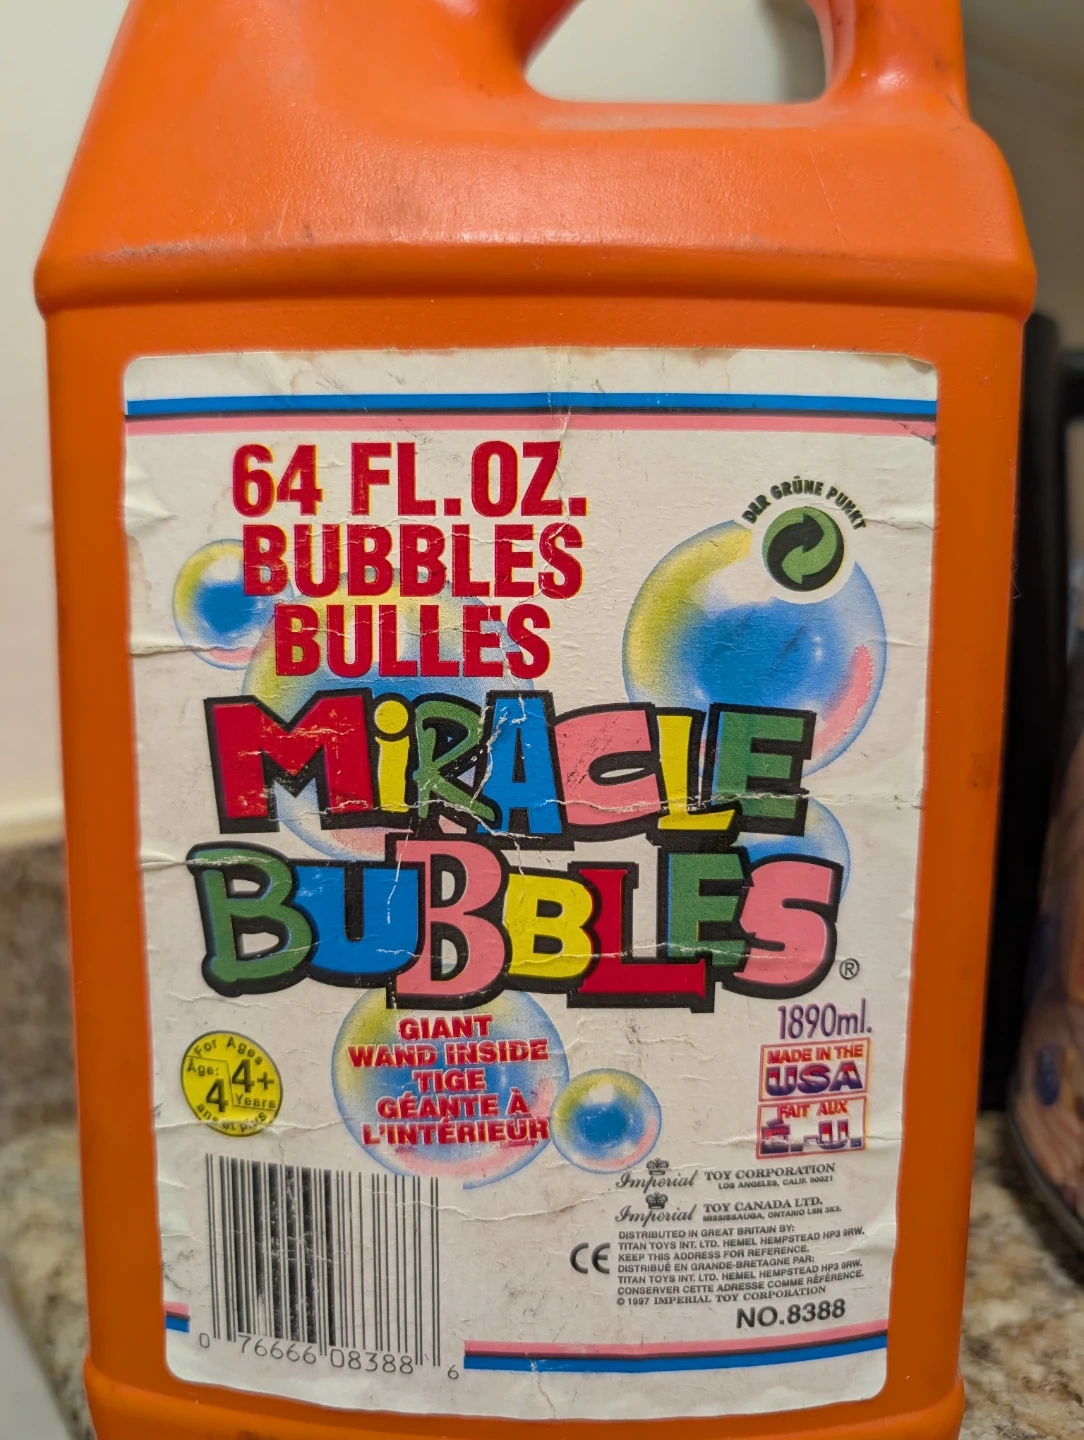 64 FL.OZ.
BUBBLES
BULLES
DER GRÜNE PUNKT
MiRACLE
BUBBLES®
GIANT
WAND INSIDE
TIGE
GÉANTE À
L'INTÉRIEUR
1890ml.
MADE IN THE
USA
FAIT AUX
É.-U.
For Ages
4+
Years
Age:
4
ans et plus
Imperial TOY CORPORATION
LOS ANGELES, CALIF. 90021
Imperial TOY CANADA LTD.
MISSISSAUGA, ONTARIO L5N 3K3.
CE
DISTRIBUTED IN GREAT BRITAIN BY:
TITAN TOYS INT. LTD. HEMEL HEMPSTEAD HP3 9RW.
KEEP THIS ADDRESS FOR REFERENCE.
DISTRIBUÉ EN GRANDE-BRETAGNE PAR:
TITAN TOYS INT. LTD. HEMEL HEMPSTEAD HP3 9RW.
CONSERVER CETTE ADRESSE COMME RÉFÉRENCE.
© 1997 IMPERIAL TOY CORPORATION
NO.8388
0 76666 08388 6